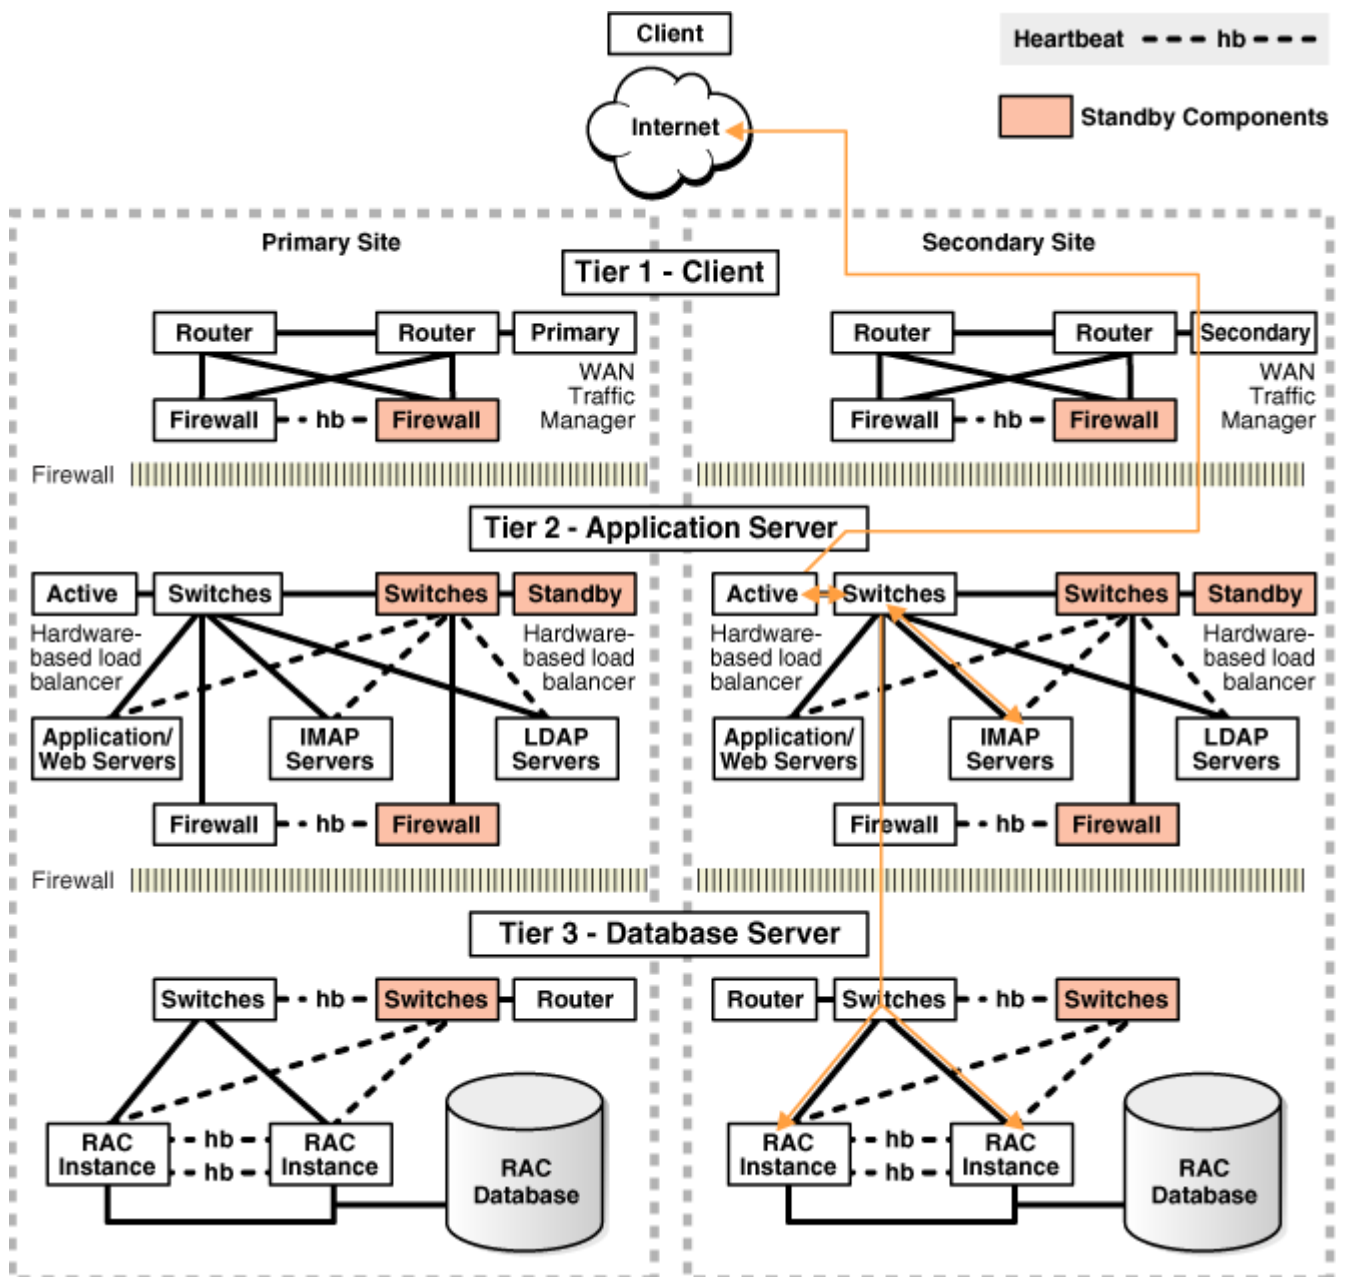 Client
Heartbeat hb
Internet
Standby Components
Primary Site
Secondary Site
Tier 1 - Client
Router
Router
Primary
Router
Router
Secondary
WAN
Traffic
Manager
WAN
Traffic
Manager
Firewall
hb
Firewall
Firewall
hb
Firewall
Firewall
Tier 2 - Application Server
Active
Switches
Switches
Standby
Active
Switches
Switches
Standby
Hardware-
based load
balancer
Hardware-
based load
balancer
Hardware-
based load
balancer
Hardware-
based load
balancer
Application/
Web Servers
IMAP
Servers
LDAP
Servers
Application/
Web Servers
IMAP
Servers
LDAP
Servers
Firewall
hb
Firewall
Firewall
hb
Firewall
Firewall
Tier 3 - Database Server
Switches
hb
Switches
Router
Router
Switches
hb
Switches
RAC
Instance
hb
hb
RAC
Instance
RAC
Database
RAC
Instance
hb
hb
RAC
Instance
RAC
Database